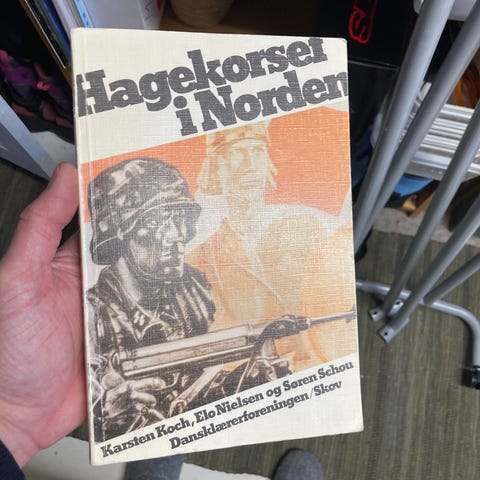 Hagekorset
i Norden
Karsten Koch, Elo Nielsen og Søren Schou
Dansklærerforeningen/Skov